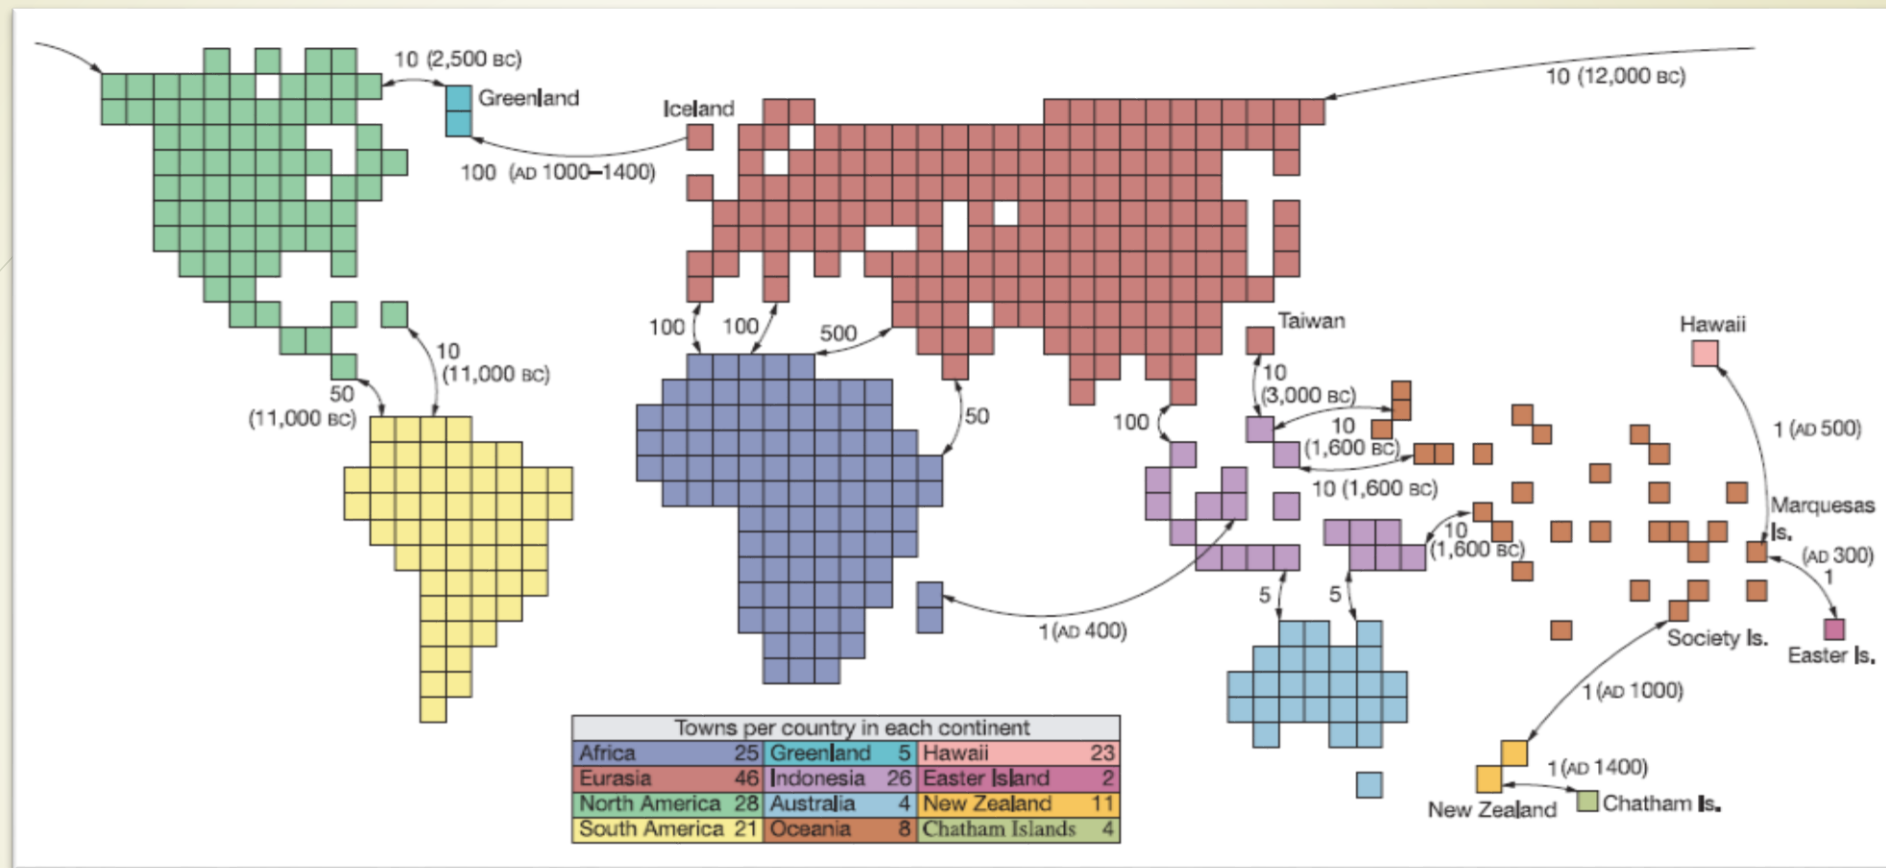 10 (2,500 BC)
Greenland
100 (AD 1000–1400)
Iceland
10 (12,000 BC)
100
100
500
10
(11,000 BC)
50
(11,000 BC)
50
100
Taiwan
10
(3,000 BC)
10
(1,600 BC)
10 (1,600 BC)
10
(1,600 BC)
Hawaii
1 (AD 500)
Marquesas
Is.
(AD 300)
1
Easter Is.
Society Is.
5
5
1 (AD 400)
1 (AD 1000)
1 (AD 1400)
New Zealand
Chatham Is.
Towns per country in each continent
Africa 25 Greenland 5 Hawaii 23
Eurasia 46 Indonesia 26 Easter Island 2
North America 28 Australia 4 New Zealand 11
South America 21 Oceania 8 Chatham Islands 4